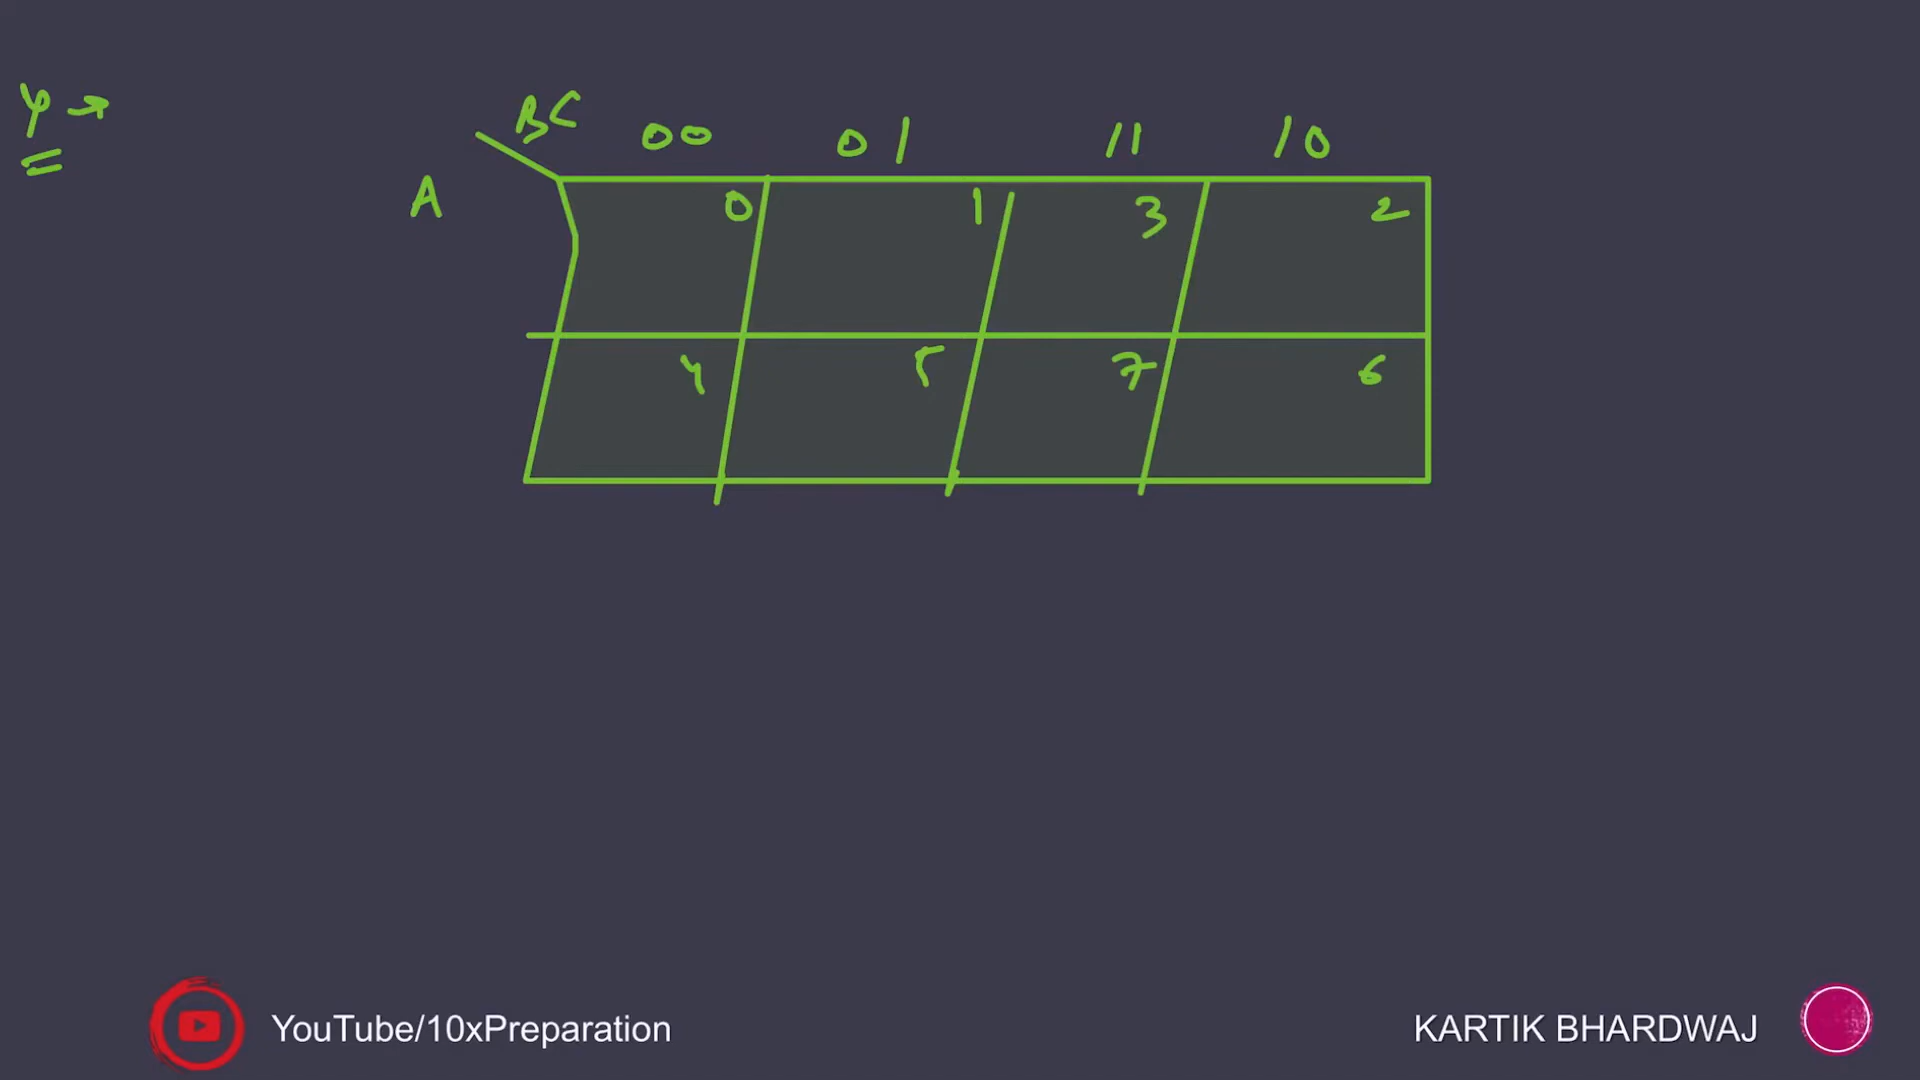 φ →
BC 00 01 11 10
A
0 1 3 2
4 5 7 6
YouTube/10xPreparation
KARTIK BHARDWAJ